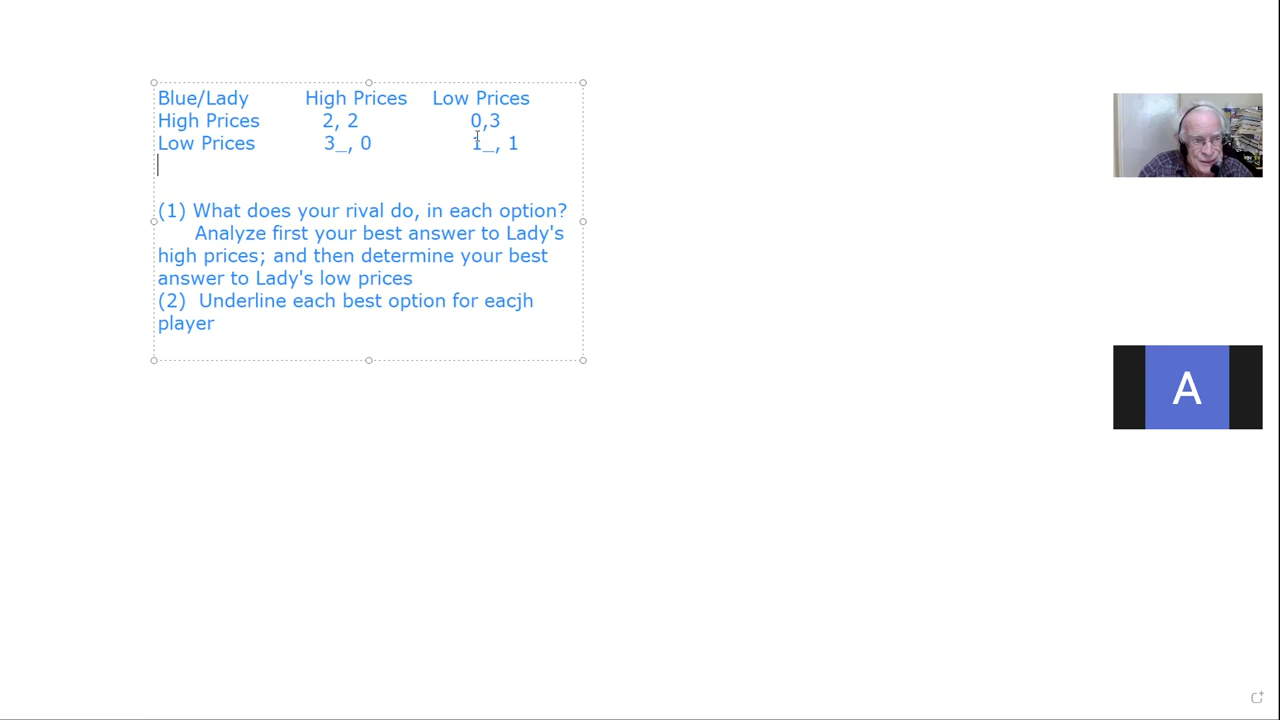 Blue/Lady High Prices Low Prices
High Prices 2, 2 0,3
Low Prices 3_, 0 1_, 1
(1) What does your rival do, in each option?
Analyze first your best answer to Lady's
high prices; and then determine your best
answer to Lady's low prices
(2) Underline each best option for eacjh
player
A